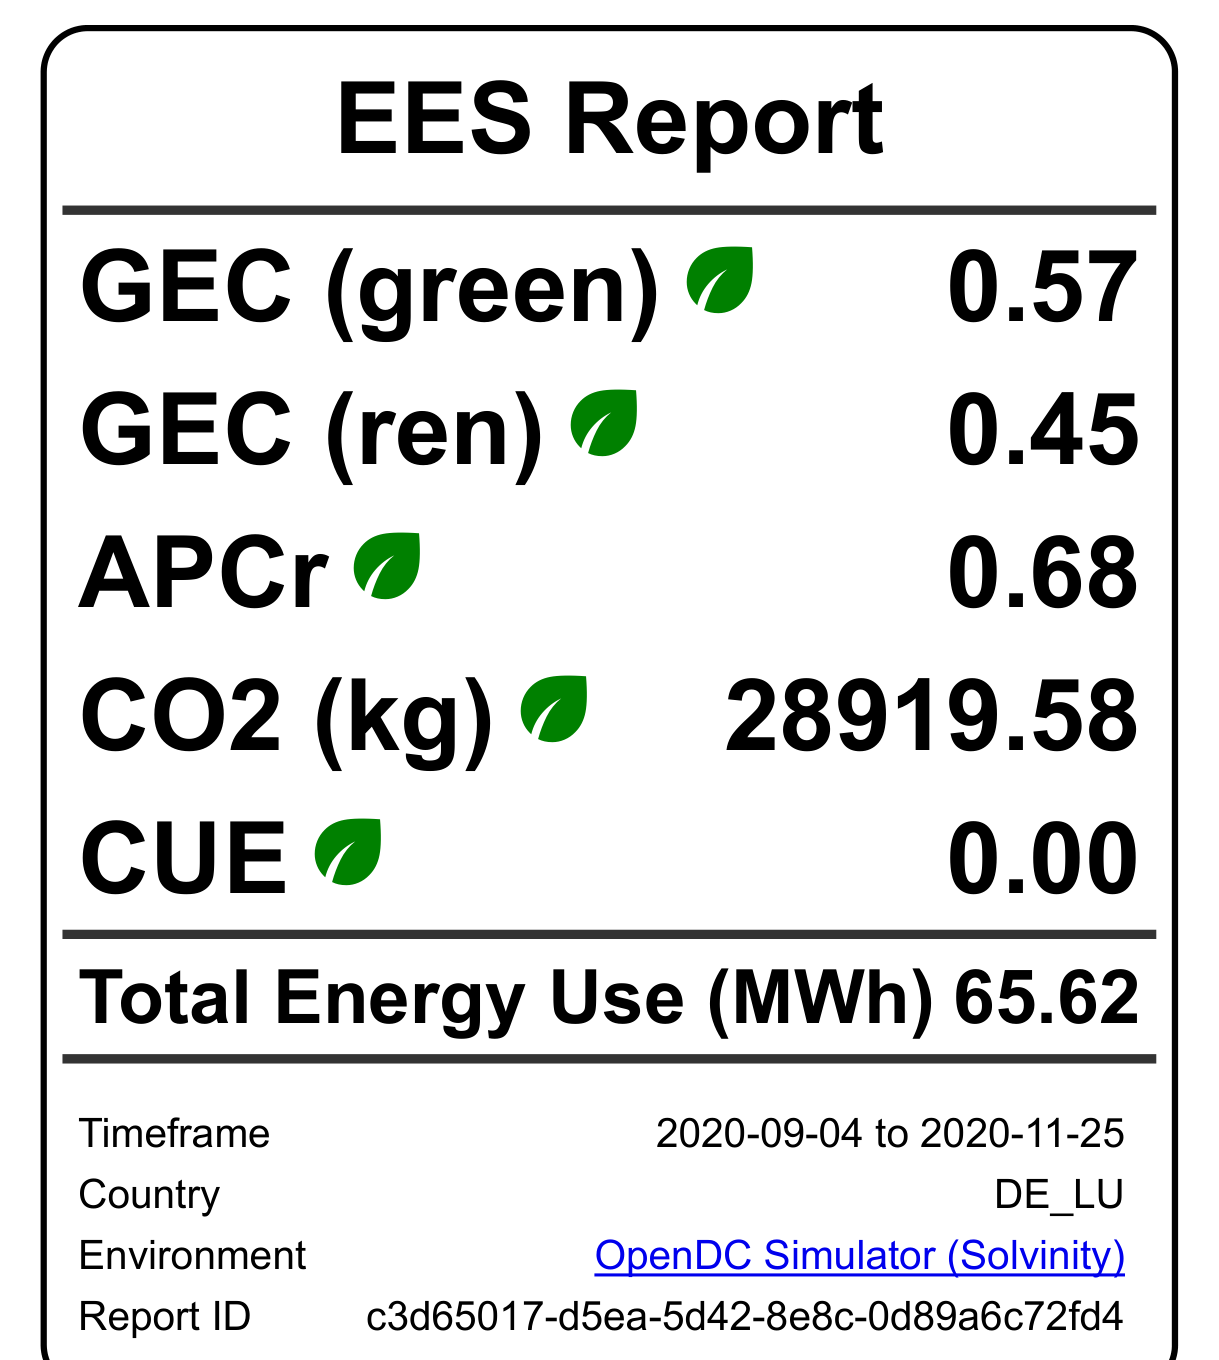 EES Report
GEC (green) 0.57
GEC (ren) 0.45
APCr 0.68
CO2 (kg) 28919.58
CUE 0.00
Total Energy Use (MWh) 65.62
Timeframe 2020-09-04 to 2020-11-25
Country DE_LU
Environment OpenDC Simulator (Solvinity)
Report ID c3d65017-d5ea-5d42-8e8c-0d89a6c72fd4